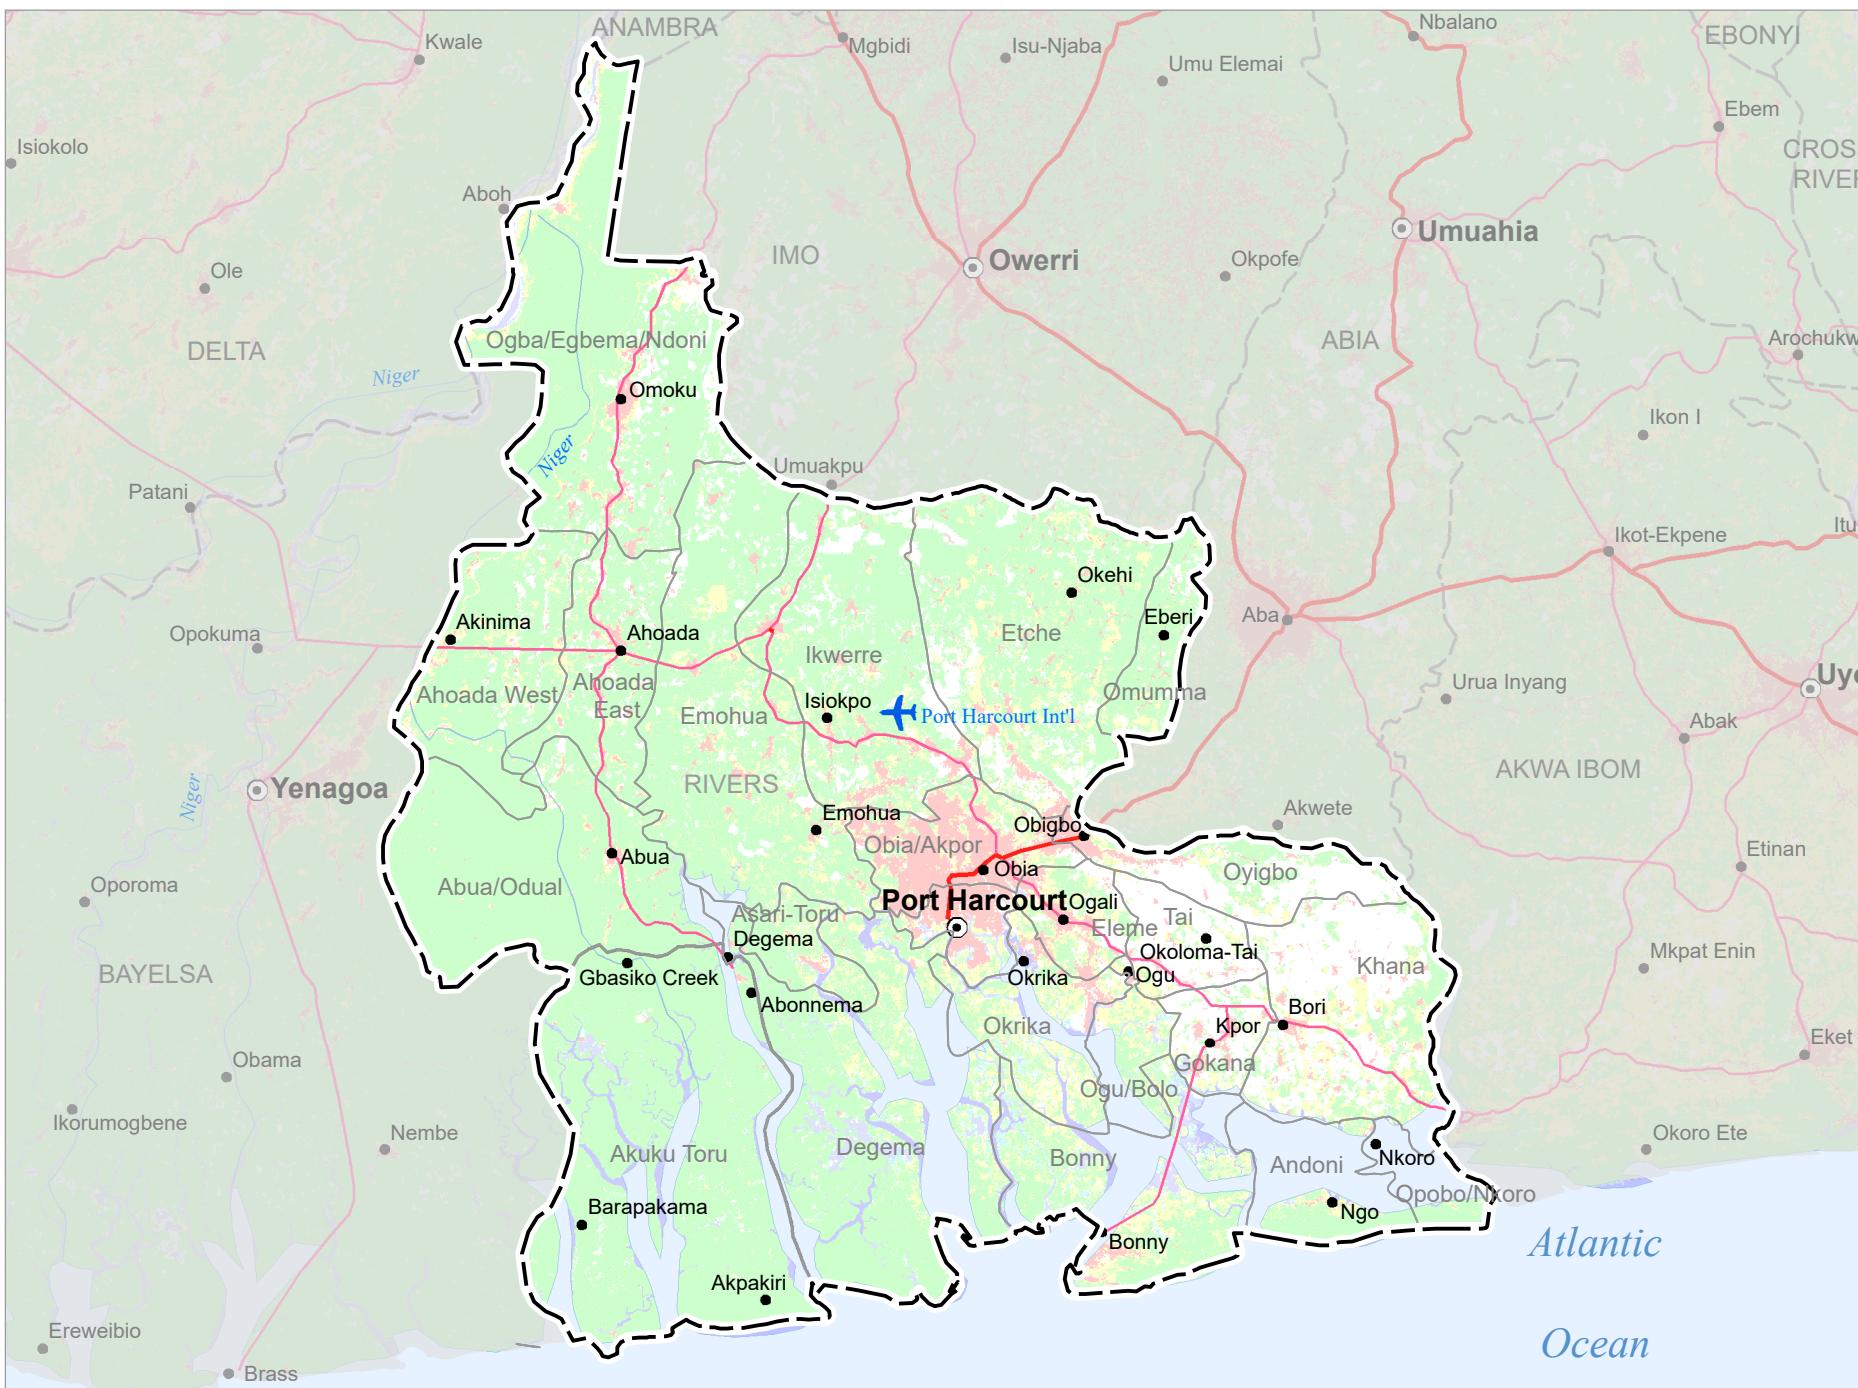 ANAMBRA
Nbalano
EBONYI
Kwale
Mgbidi
Isu-Njaba
Umu Elemai
Ebem
Isiokolo
CROS
RIVER
Aboh
Umuahia
IMO
Owerri
Okpofe
Ole
ABIA
Arochukw
DELTA
Ogba/Egbema/Ndoni
Niger
Omoku
Ikon I
Niger
Umuakpu
Patani
Itu
Ikot-Ekpene
Okehi
Akinima
Eberi
Aba
Opokuma
Ahoada
Etche
Ikwerre
Ahoada West
Ahoada
East
Isiokpo
Omumma
Urua Inyang
Uyo
Emohua
Port Harcourt Int'l
Abak
RIVERS
AKWA IBOM
Yenagoa
Niger
Emohua
Obigbo
Akwete
Obia/Akpor
Etinan
Abua
Obia
Oyigbo
Oporoma
Abua/Odual
Port Harcourt
Ogali
Asari-Toru
Tai
Eleme
Degema
Okoloma-Tai
Mkpat Enin
BAYELSA
Gbasiko Creek
Okrika
Ogu
Khana
Abonnema
Bori
Okrika
Kpor
Eket
Obama
Gokana
Ogu/Bolo
Ikorumogbene
Nembe
Okoro Ete
Akuku Toru
Degema
Bonny
Andoni
Nkoro
Opobo/Nkoro
Barapakama
Ngo
Bonny
Atlantic
Akpakiri
Ereweibio
Ocean
Brass